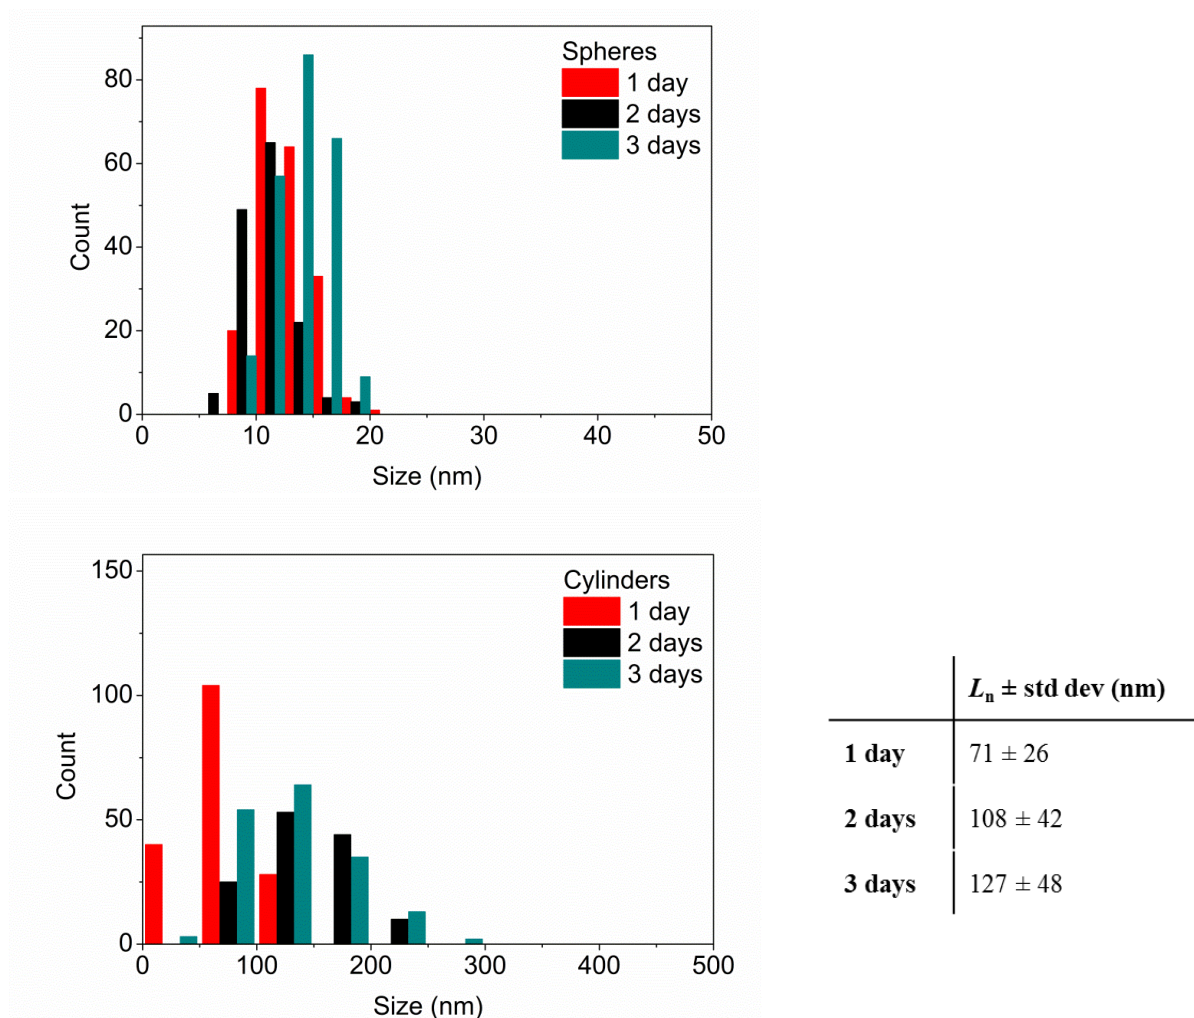 Spheres
1 day
2 days
3 days
80
60
40
20
0
Count
0 10 20 30 40 50
Size (nm)
Cylinders
1 day
2 days
3 days
150
100
50
0
Count
0 100 200 300 400 500
Size (nm)
Ln ± std dev (nm)
1 day 71 ± 26
2 days 108 ± 42
3 days 127 ± 48